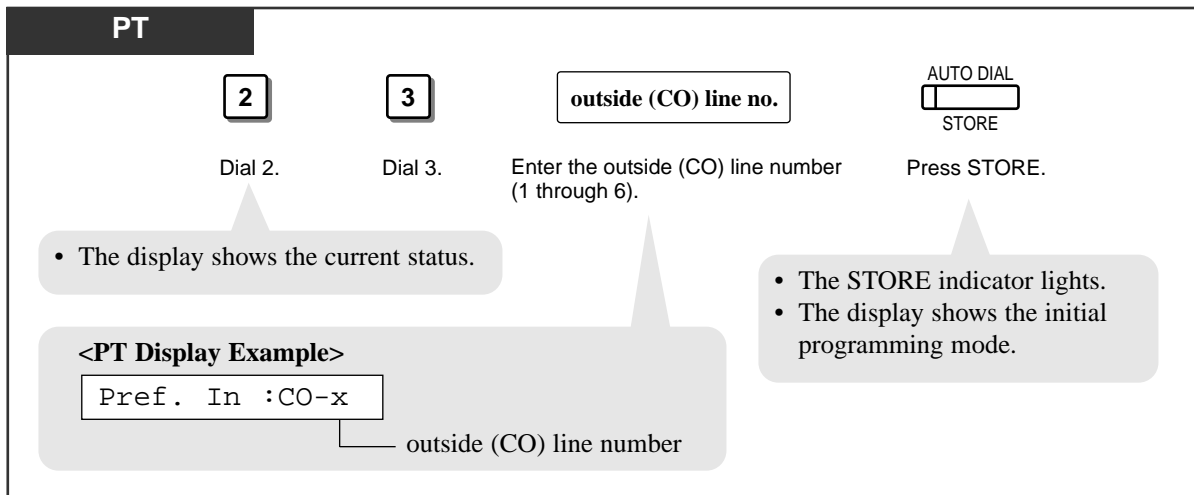 PT
2
3
outside (CO) line no.
AUTO DIAL
STORE
Dial 2.
Dial 3.
Enter the outside (CO) line number
(1 through 6).
Press STORE.
• The display shows the current status.
• The STORE indicator lights.
• The display shows the initial
programming mode.
<PT Display Example>
Pref. In :CO-x
outside (CO) line number